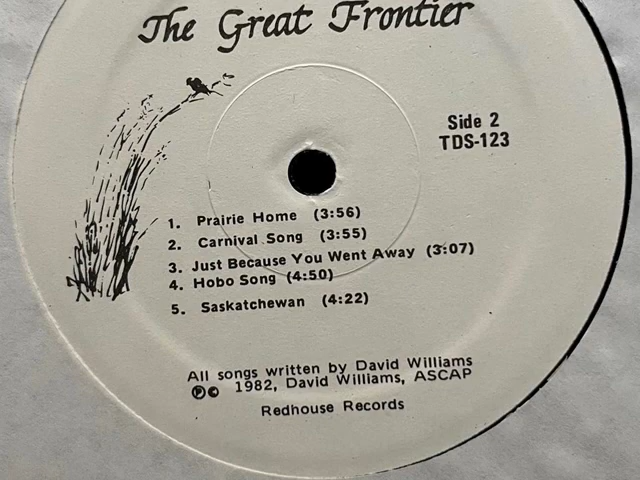 The Great Frontier
Side 2
TDS-123
1. Prairie Home (3:56)
2. Carnival Song (3:55)
3. Just Because You Went Away (3:07)
4. Hobo Song (4:50)
5. Saskatchewan (4:22)
All songs written by David Williams
℗© 1982, David Williams, ASCAP
Redhouse Records